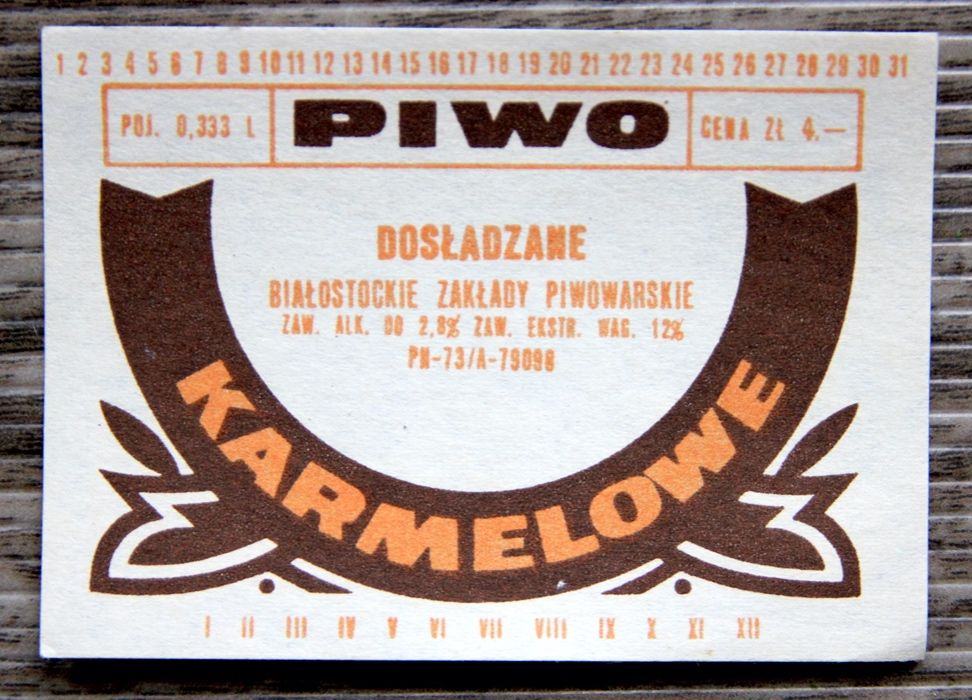 1 2 3 4 5 6 7 8 9 10 11 12 13 14 15 16 17 18 19 20 21 22 23 24 25 26 27 28 29 30 31
POJ. 0,333 L PIWO CENA ZŁ 4.—
DOSŁADZANE
BIAŁOSTOCKIE ZAKŁADY PIWOWARSKIE
ZAW. ALK. DO 2,8% ZAW. EKSTR. WAG. 12%
PN-73/A-79098
KARMELOWE
I II III IV V VI VII VIII IX X XI XII